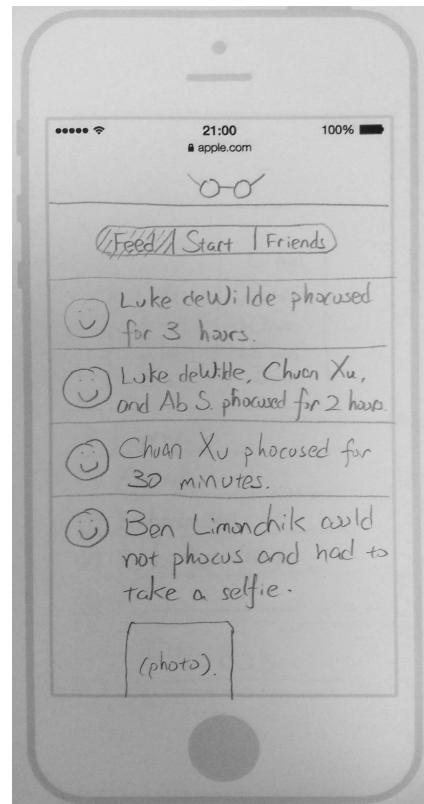 21:00
100%
apple.com
Feed Start Friends
Luke deWilde phocused
for 3 hours.
Luke deWilde, Chuan Xu,
and Ab S. phocused for 2 hours.
Chuan Xu phocused for
30 minutes.
Ben Limonchik could
not phocus and had to
take a selfie.
(photo).